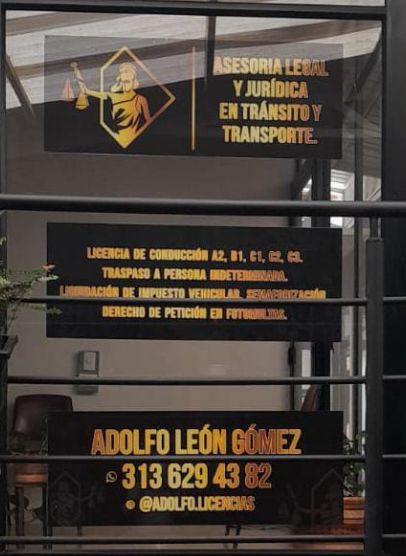 ASESORIA LEGAL
Y JURÍDICA
EN TRÁNSITO Y
TRANSPORTE.
LICENCIA DE CONDUCCIÓN A2, B1, C1, C2, C3.
TRASPASO A PERSONA INDETERMINADA.
LIQUIDACIÓN DE IMPUESTO VEHICULAR, SEMAFORIZACIÓN
DERECHO DE PETICIÓN EN FOTOMULTAS.
ADOLFO LEÓN GÓMEZ
313 629 43 82
@ADOLFO.LICENCIAS